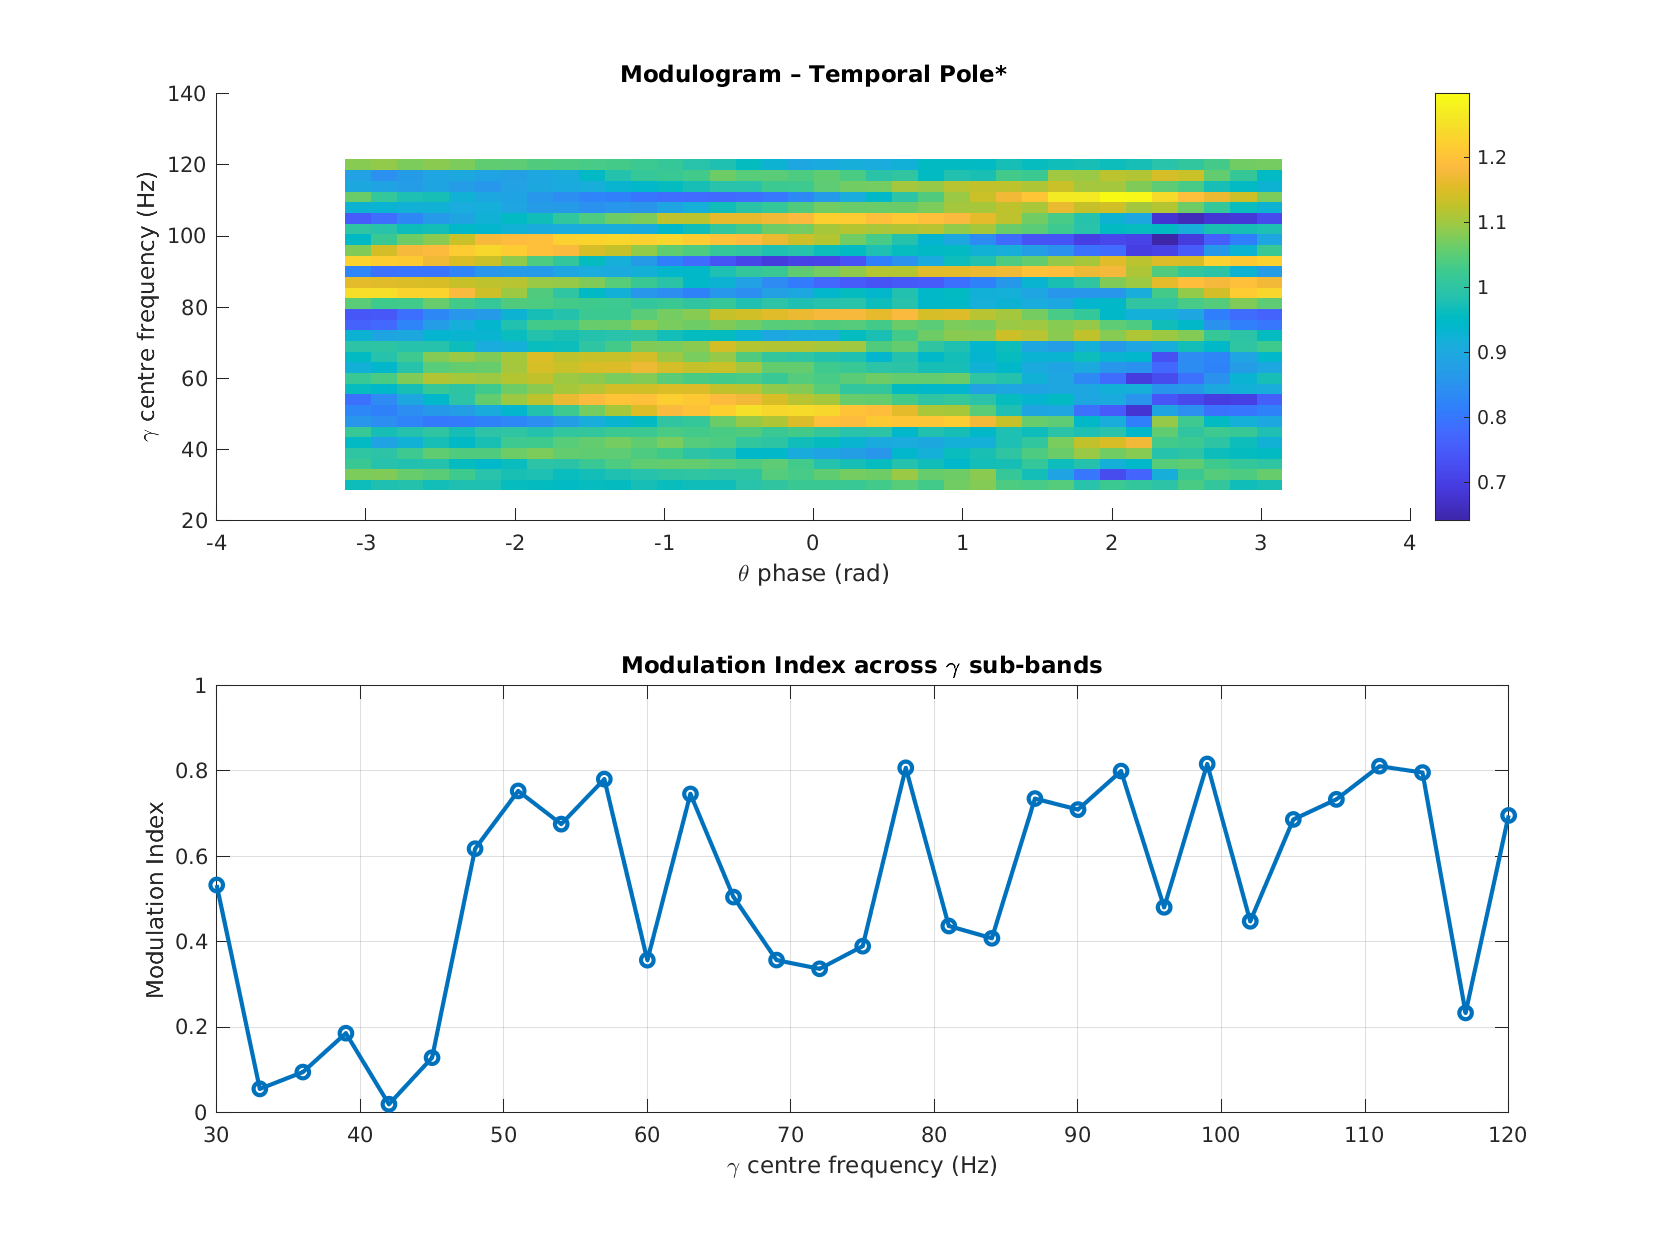 Modulogram – Temporal Pole*
140
120
100
80
60
40
20
γ centre frequency (Hz)
-4 -3 -2 -1 0 1 2 3 4
θ phase (rad)
1.2
1.1
1
0.9
0.8
0.7
Modulation Index across γ sub-bands
1
0.8
0.6
0.4
0.2
0
Modulation Index
30 40 50 60 70 80 90 100 110 120
γ centre frequency (Hz)